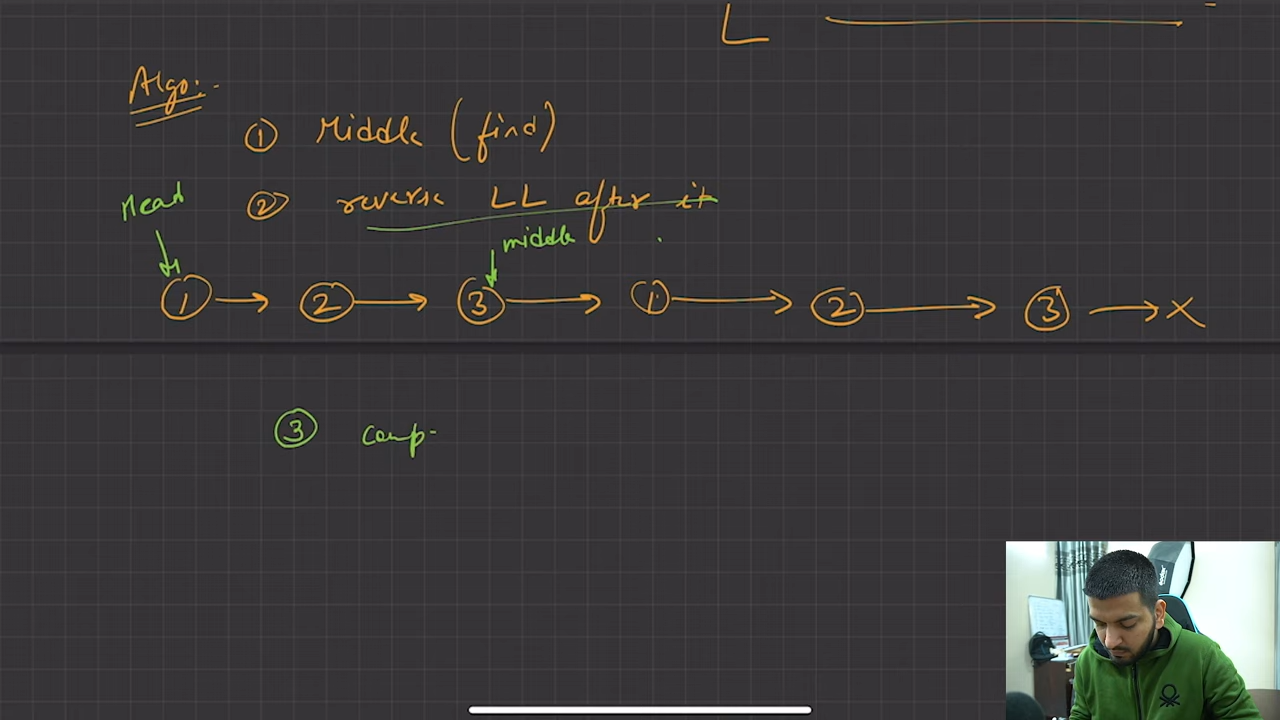 L
Algo:-
① Middle (find)
Head ② reverse LL after it
middle
① → ② → ③ → ① → ② → ③ → X
③ comp-